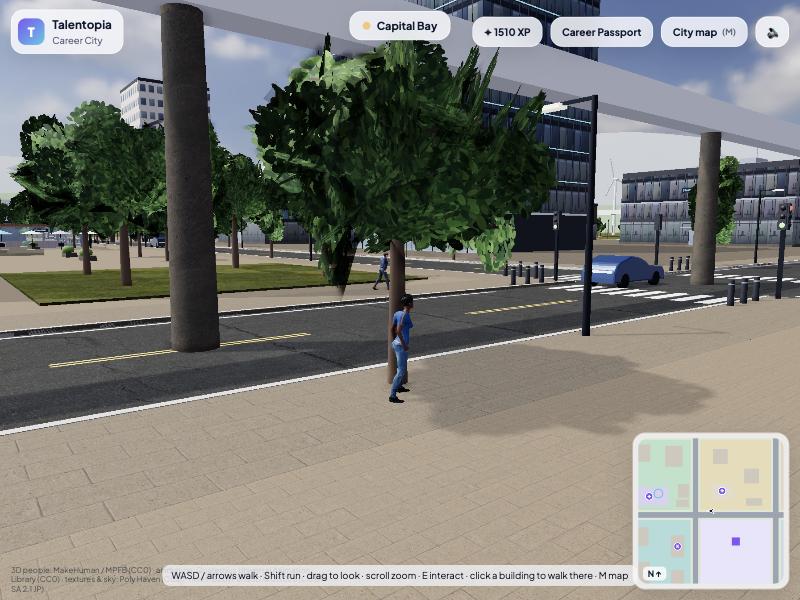 T
Talentopia
Career City
Capital Bay
✦ 1510 XP
Career Passport
City map (M)
3D people: MakeHuman / MPFB (CC0) ·
Library (CC0) · textures & sky: Poly Haven
SA 2.1 JP)
WASD / arrows walk · Shift run · drag to look · scroll zoom · E interact · click a building to walk there · M map
N ↑